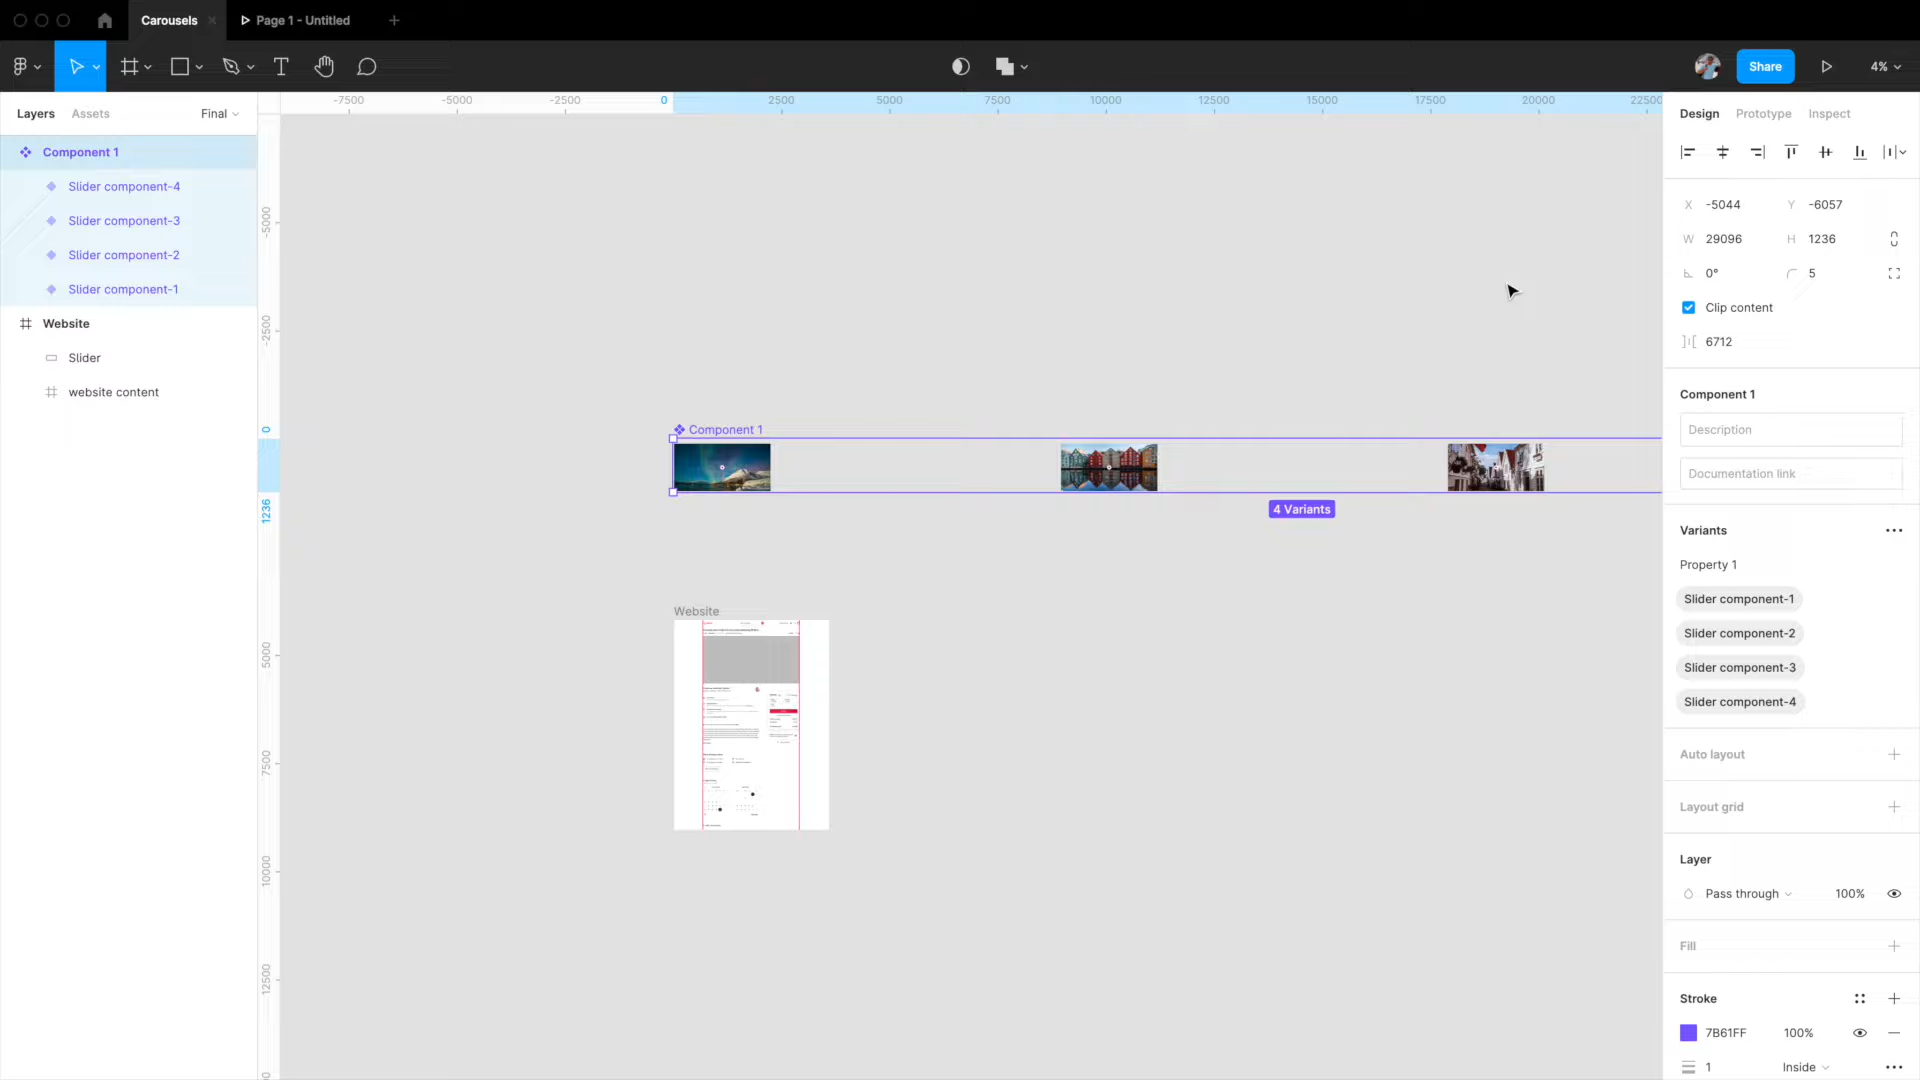 Carousels
Page 1 - Untitled
Share
4%
Layers
Assets
Final
-7500
-5000
-2500
0
2500
5000
7500
10000
12500
15000
17500
20000
22500
Design
Prototype
Inspect
Component 1
Slider component-4
Slider component-3
Slider component-2
Slider component-1
Website
Slider
website content
-5000
-2500
0
1236
5000
7500
10000
12500
Component 1
4 Variants
Website
X -5044
Y -6057
W 29096
H 1236
0°
5
Clip content
6712
Component 1
Description
Documentation link
Variants
Property 1
Slider component-1
Slider component-2
Slider component-3
Slider component-4
Auto layout
Layout grid
Layer
Pass through
100%
Fill
Stroke
7B61FF
100%
1
Inside